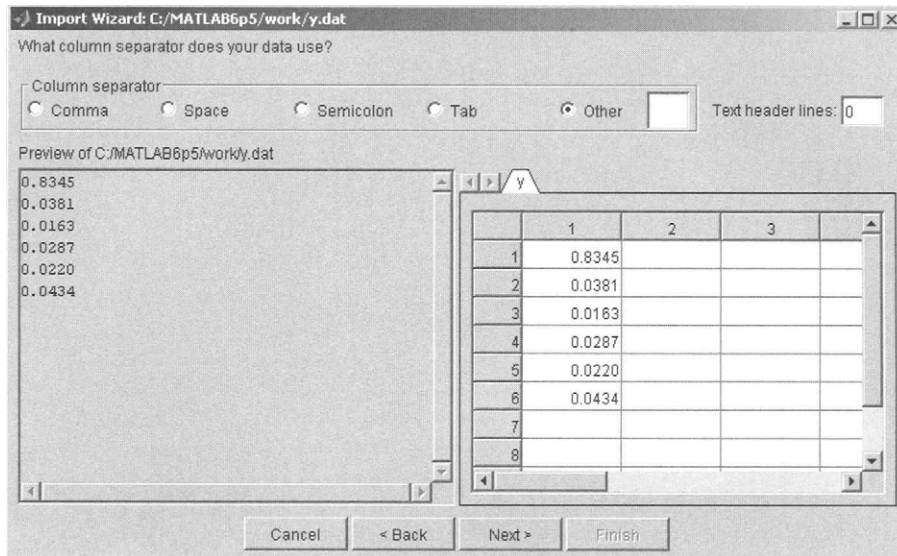 Import Wizard: C:/MATLAB6p5/work/y.dat
What column separator does your data use?
Column separator
Comma Space Semicolon Tab Other
Text header lines: 0
Preview of C:/MATLAB6p5/work/y.dat
0.8345
0.0381
0.0163
0.0287
0.0220
0.0434
y
1 2 3
1 0.8345
2 0.0381
3 0.0163
4 0.0287
5 0.0220
6 0.0434
7
8
Cancel < Back Next > Finish